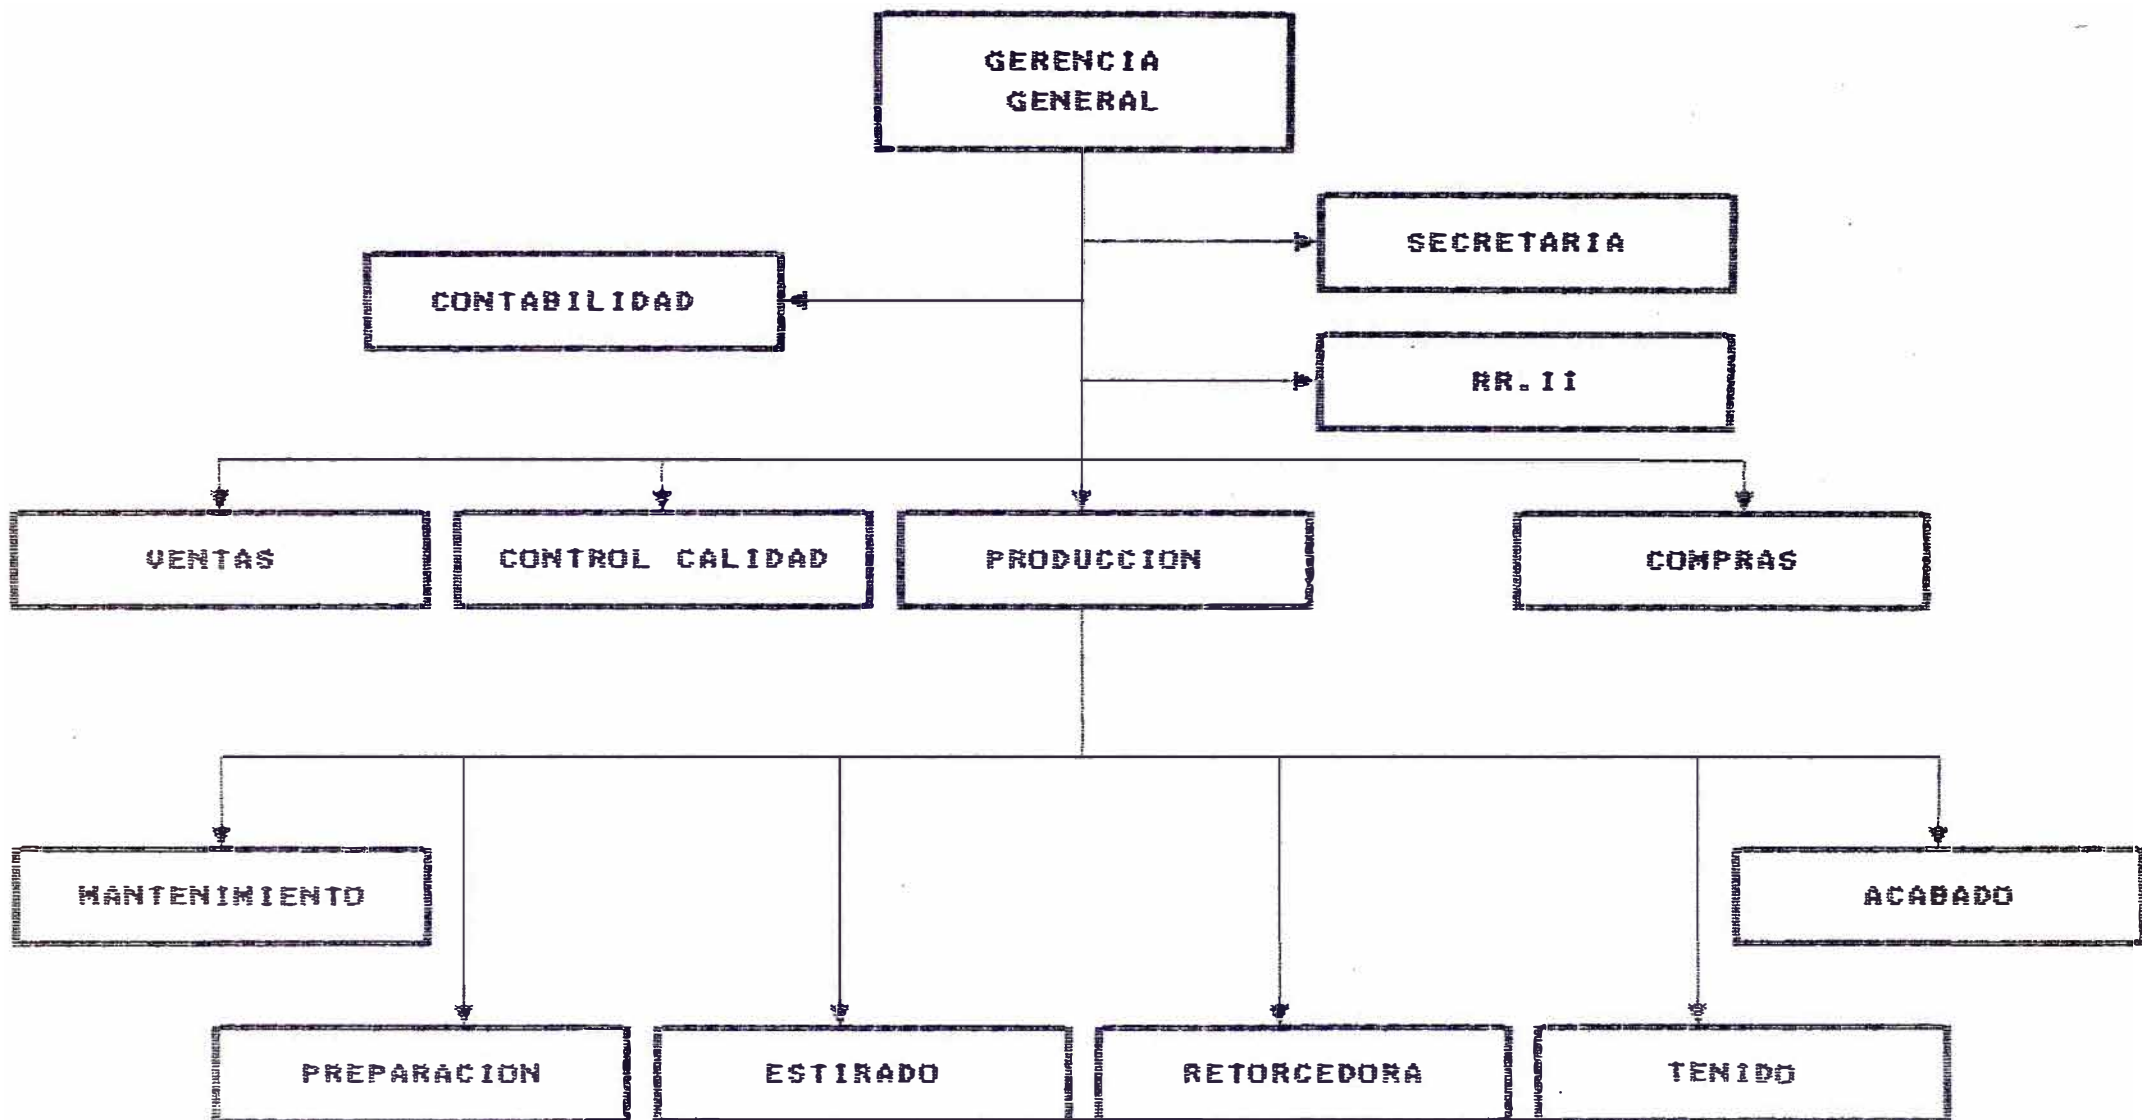 GERENCIA
GENERAL
SECRETARIA
CONTABILIDAD
RR.II
VENTAS
CONTROL CALIDAD
PRODUCCION
COMPRAS
MANTENIMIENTO
ACABADO
PREPARACION
ESTIRADO
RETORCEDORA
TENIDO